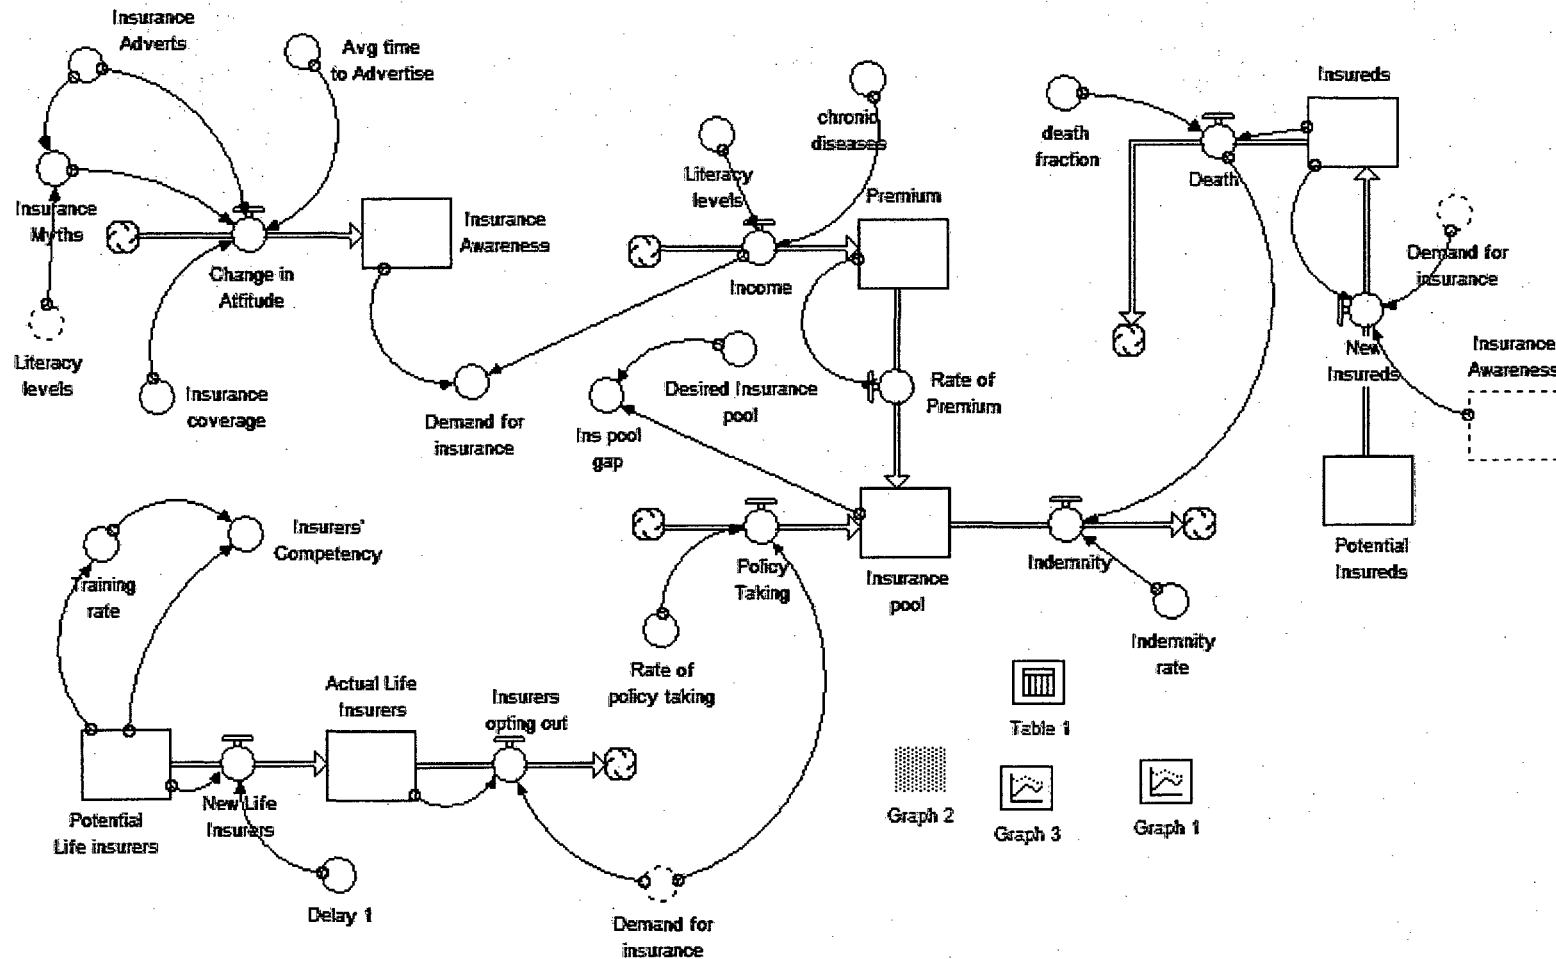 Insurance
Adverts
Avg time
to Advertise
Insurance
Myths
Change in
Attitude
Insurance
Awareness
Literacy
levels
Insurance
coverage
Demand for
insurance
chronic
diseases
Literacy
levels
Premium
Income
Desired Insurance
pool
Ins pool
gap
Rate of
Premium
Insureds
death
fraction
Death
Demand for
insurance
New
Insureds
Insurance
Awareness
Potential
Insureds
Insurers'
Competency
Training
rate
Policy
Taking
Insurance
pool
Indemnity
Indemnity
rate
Rate of
policy taking
Actual Life
Insurers
Insurers
opting out
Potential
Life insurers
New Life
Insurers
Delay 1
Demand for
insurance
Table 1
Graph 2
Graph 3
Graph 1